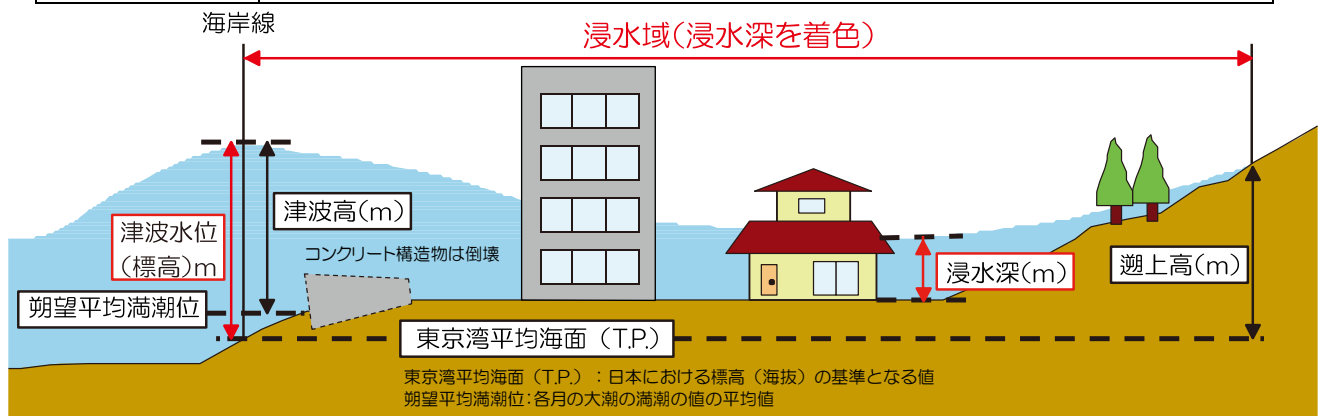 海岸線
浸水域(浸水深を着色)
津波高(m)
津波水位
(標高)m
コンクリート構造物は倒壊
浸水深(m)
遡上高(m)
朔望平均満潮位
東京湾平均海面（T.P.）
東京湾平均海面（T.P.）：日本における標高（海抜）の基準となる値
朔望平均満潮位:各月の大潮の満潮の値の平均値